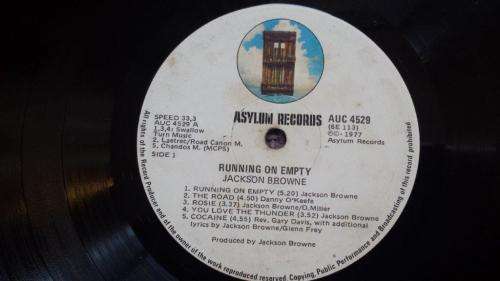 ASYLUM RECORDS
AUC 4529
(6E 113)
1977
Asylum Records
SPEED 33,3
AUC 4529 A
1,3,4; Swallow
Turn Music
2, Laetrec/Road Canon M.
5, Chandos M. (MCPS)
SIDE 1
RUNNING ON EMPTY
JACKSON BROWNE
1. RUNNING ON EMPTY (5.20) Jackson Browne
2. THE ROAD (4.50) Danny O'Keefe
3. ROSIE (3.37) Jackson Browne/D. Miller
4. YOU LOVE THE THUNDER (3.52) Jackson Browne
5. COCAINE (4.55) Rev. Gary Davis, with additional
lyrics by Jackson Browne/Glenn Frey
Produced by Jackson Browne
All rights of the Record Producer and of the owner of the work reproduced reserved. Copying, Public Performance and Broadcasting of this record prohibited